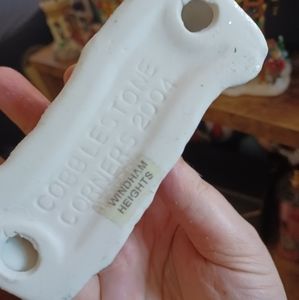 COBBLESTONE
CORNERS 2004
WINDHAM
HEIGHTS